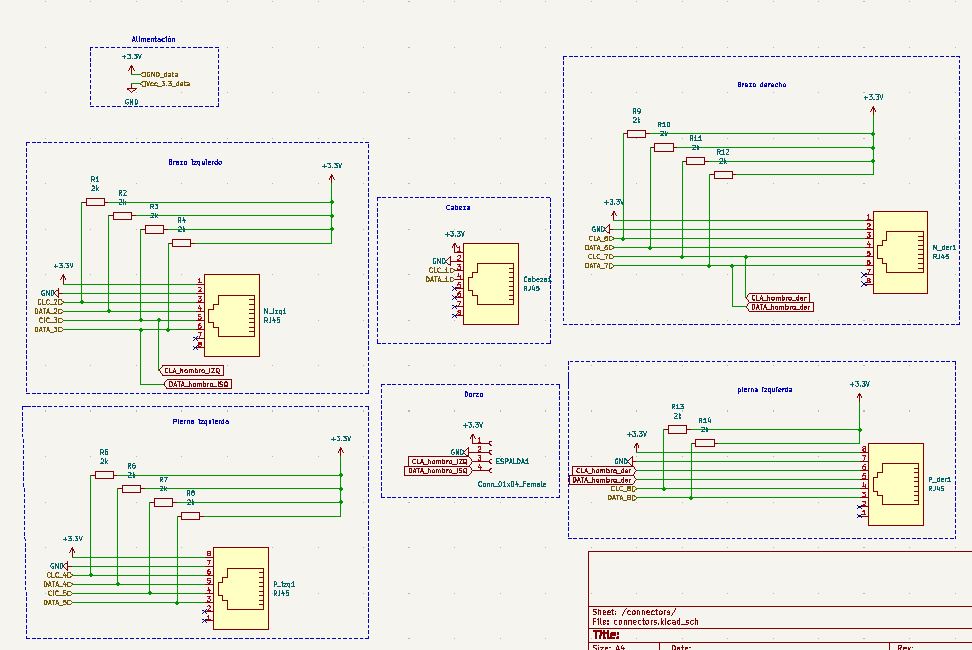 Alimentación
+3.3V
GND_data
Vcc_3.3_data
GND
Brazo Izquierdo
+3.3V
R1
2k
R2
2k
R3
2k
R4
2k
+3.3V
GND
CLC_2
DATA_2
ClC_3
DATA_3
1
2
3
4
5
6
7
8
N_Izq1
RJ45
CLA_hombro_IZQ
DATA_hombro_ISQ
Pierna Izquierda
+3.3V
R5
2k
R6
2k
R7
2k
R8
2k
+3.3V
GND
CLC_4
DATA_4
ClC_5
DATA_5
8
7
6
5
4
3
2
1
P_Izq1
RJ45
Cabeza
+3.3V
GND
CLC_1
DATA_1
1
2
3
4
5
6
7
8
Cabeza1
RJ45
Dorzo
+3.3V
GND
CLA_hombro_IZQ
DATA_hombro_ISQ
1
2
3
4
ESPALDA1
Conn_01x04_Female
Brazo derecho
+3.3V
R9
2k
R10
2k
R11
2k
R12
2k
+3.3V
GND
CLA_6
DATA_6
CLC_7
DATA_7
1
2
3
4
5
6
7
8
N_der1
RJ45
CLA_hombro_der
DATA_hombro_der
pierna izquierda
+3.3V
R13
2k
R14
2k
+3.3V
GND
CLA_hombro_der
DATA_hombro_der
CLC_8
DATA_8
8
7
6
5
4
3
2
1
P_der1
RJ45
Sheet: /connectors/
File: connectors.kicad_sch
Title:
Size: A4
Date:
Rev: